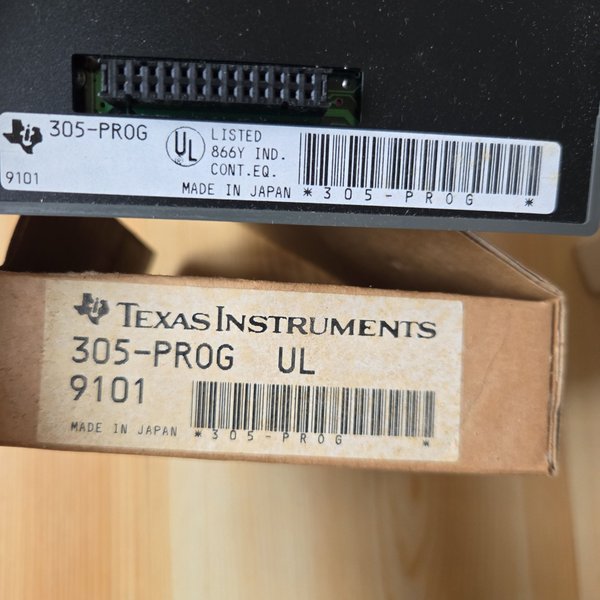 305-PROG
9101
UL
LISTED
866Y IND.
CONT.EQ.
MADE IN JAPAN
*305-PROG *
TEXAS INSTRUMENTS
305-PROG UL
9101
MADE IN JAPAN
*305-PROG *